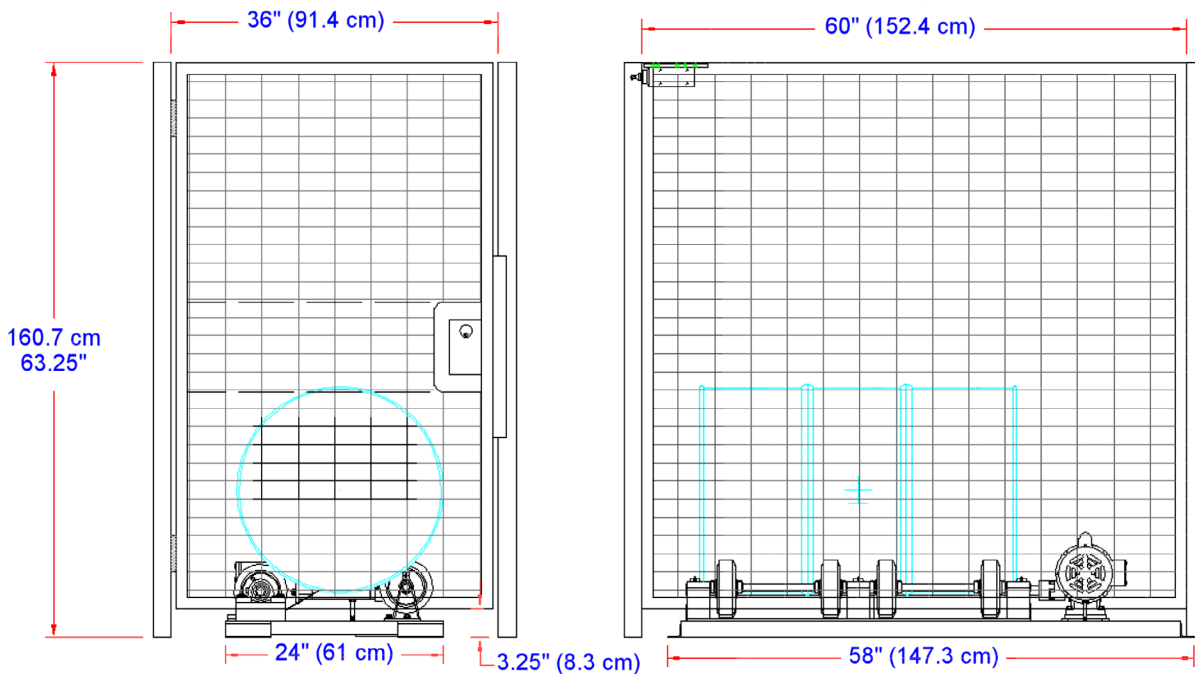 36" (91.4 cm)
60" (152.4 cm)
160.7 cm
63.25"
24" (61 cm)
3.25" (8.3 cm)
58" (147.3 cm)